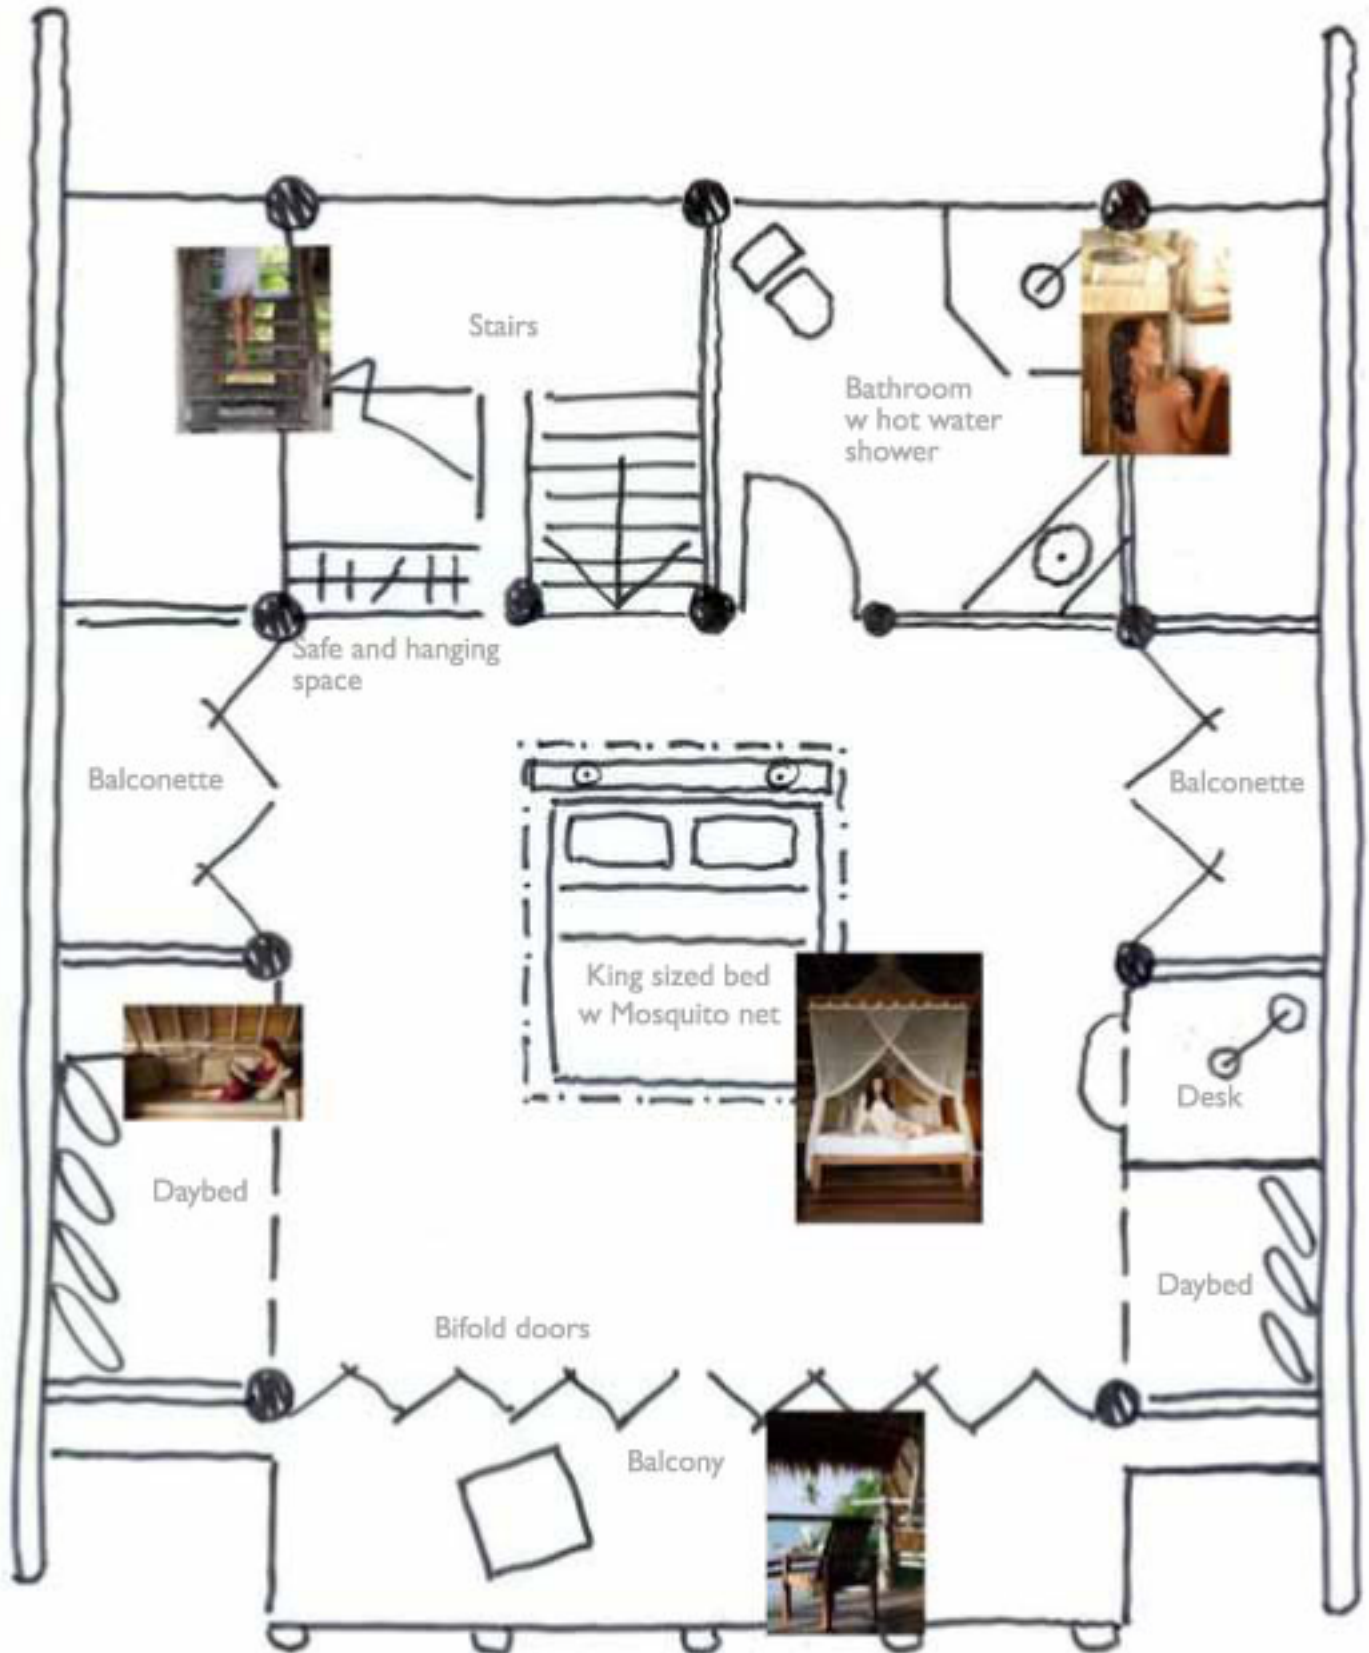 Stairs
Bathroom
w hot water
shower
Safe and hanging
space
Balconette
Balconette
King sized bed
w Mosquito net
Desk
Daybed
Daybed
Bifold doors
Balcony